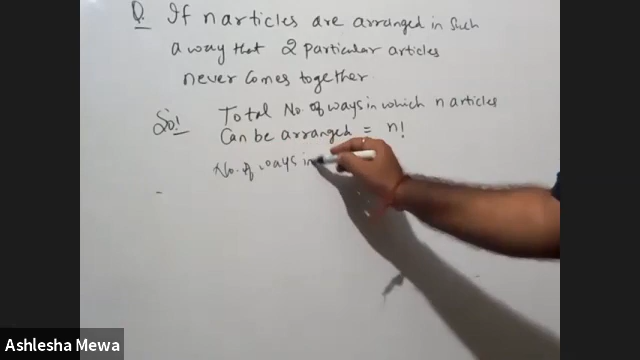 Q. If n articles are arranged in such
a way that 2 particular articles
never comes together.
Sol Total No. of ways in which n articles
Can be arranged = n!
No. of ways in
Ashlesha Mewa